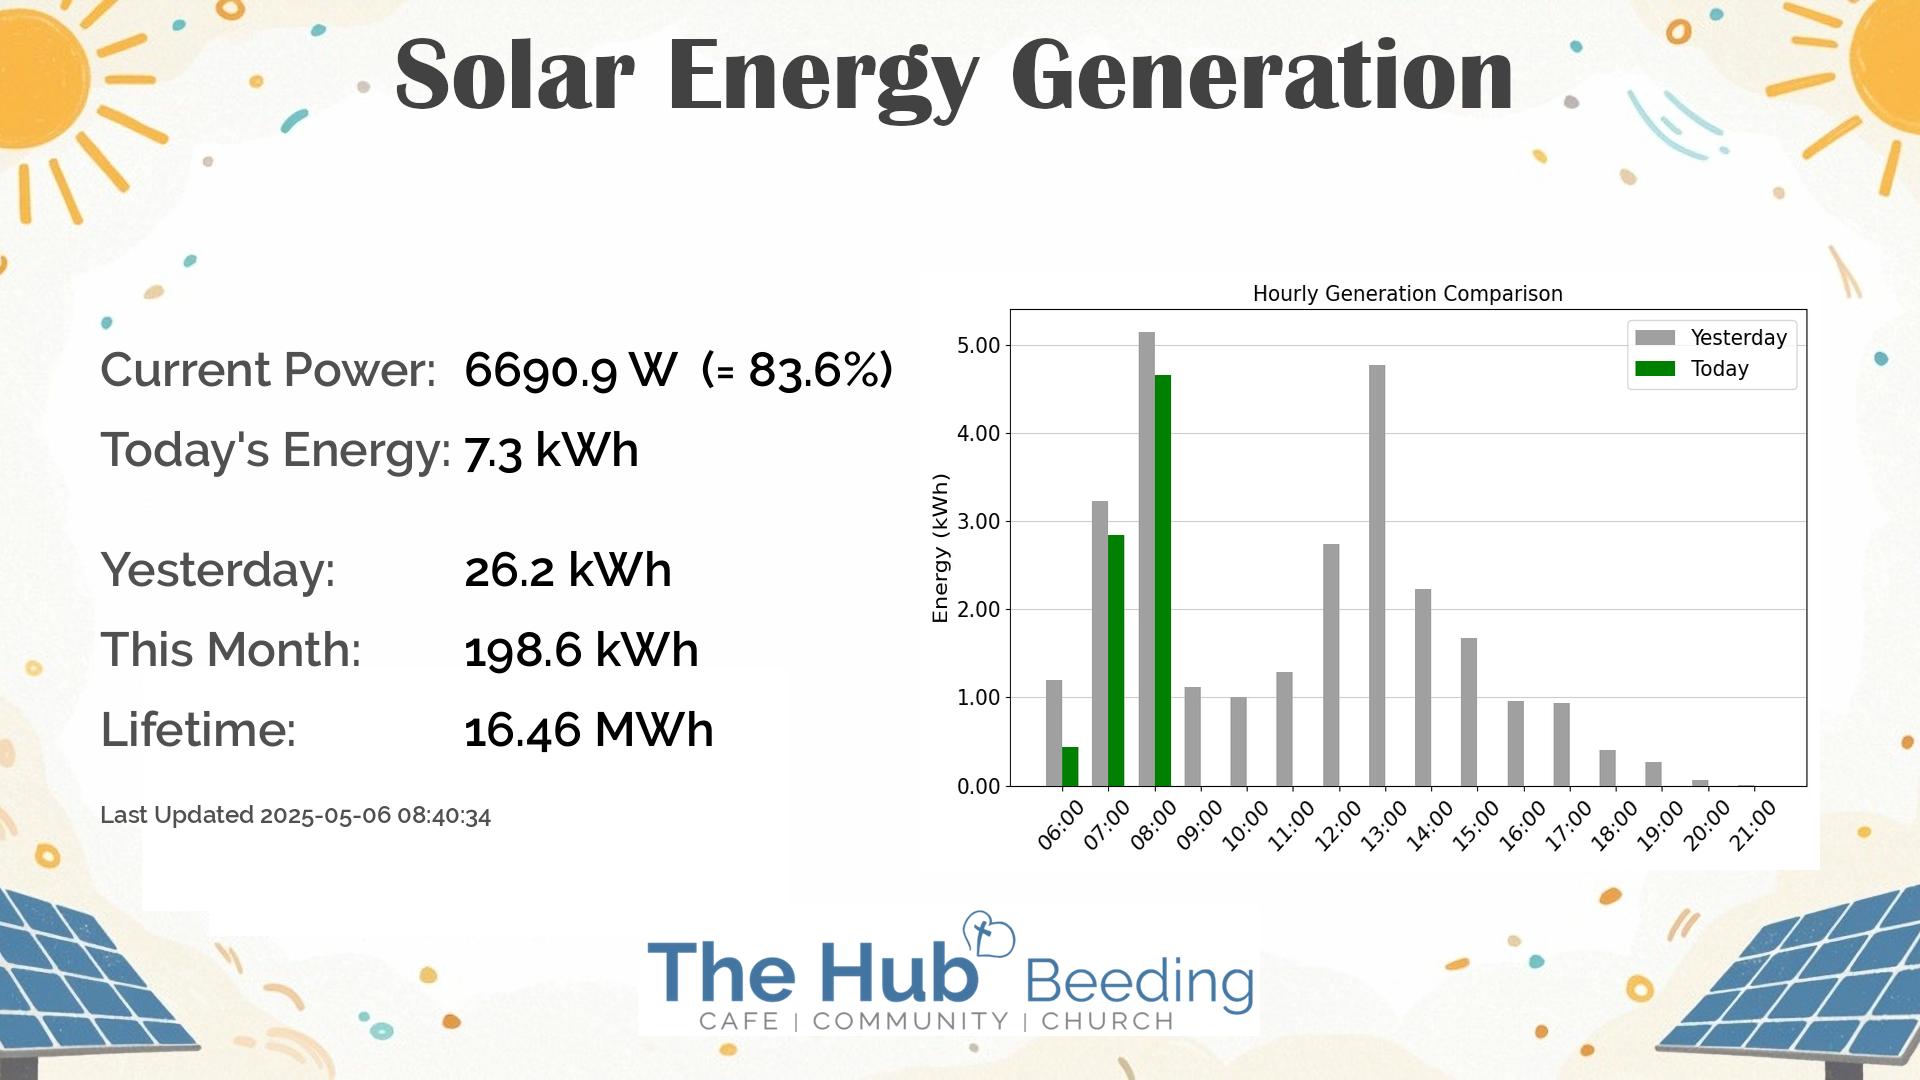 Solar Energy Generation
Current Power: 6690.9 W (= 83.6%)
Today's Energy: 7.3 kWh
Yesterday: 26.2 kWh
This Month: 198.6 kWh
Lifetime: 16.46 MWh
Last Updated 2025-05-06 08:40:34
Hourly Generation Comparison
Yesterday
Today
Energy (kWh)
5.00
4.00
3.00
2.00
1.00
0.00
06:00 07:00 08:00 09:00 10:00 11:00 12:00 13:00 14:00 15:00 16:00 17:00 18:00 19:00 20:00 21:00
The Hub Beeding
CAFE | COMMUNITY | CHURCH